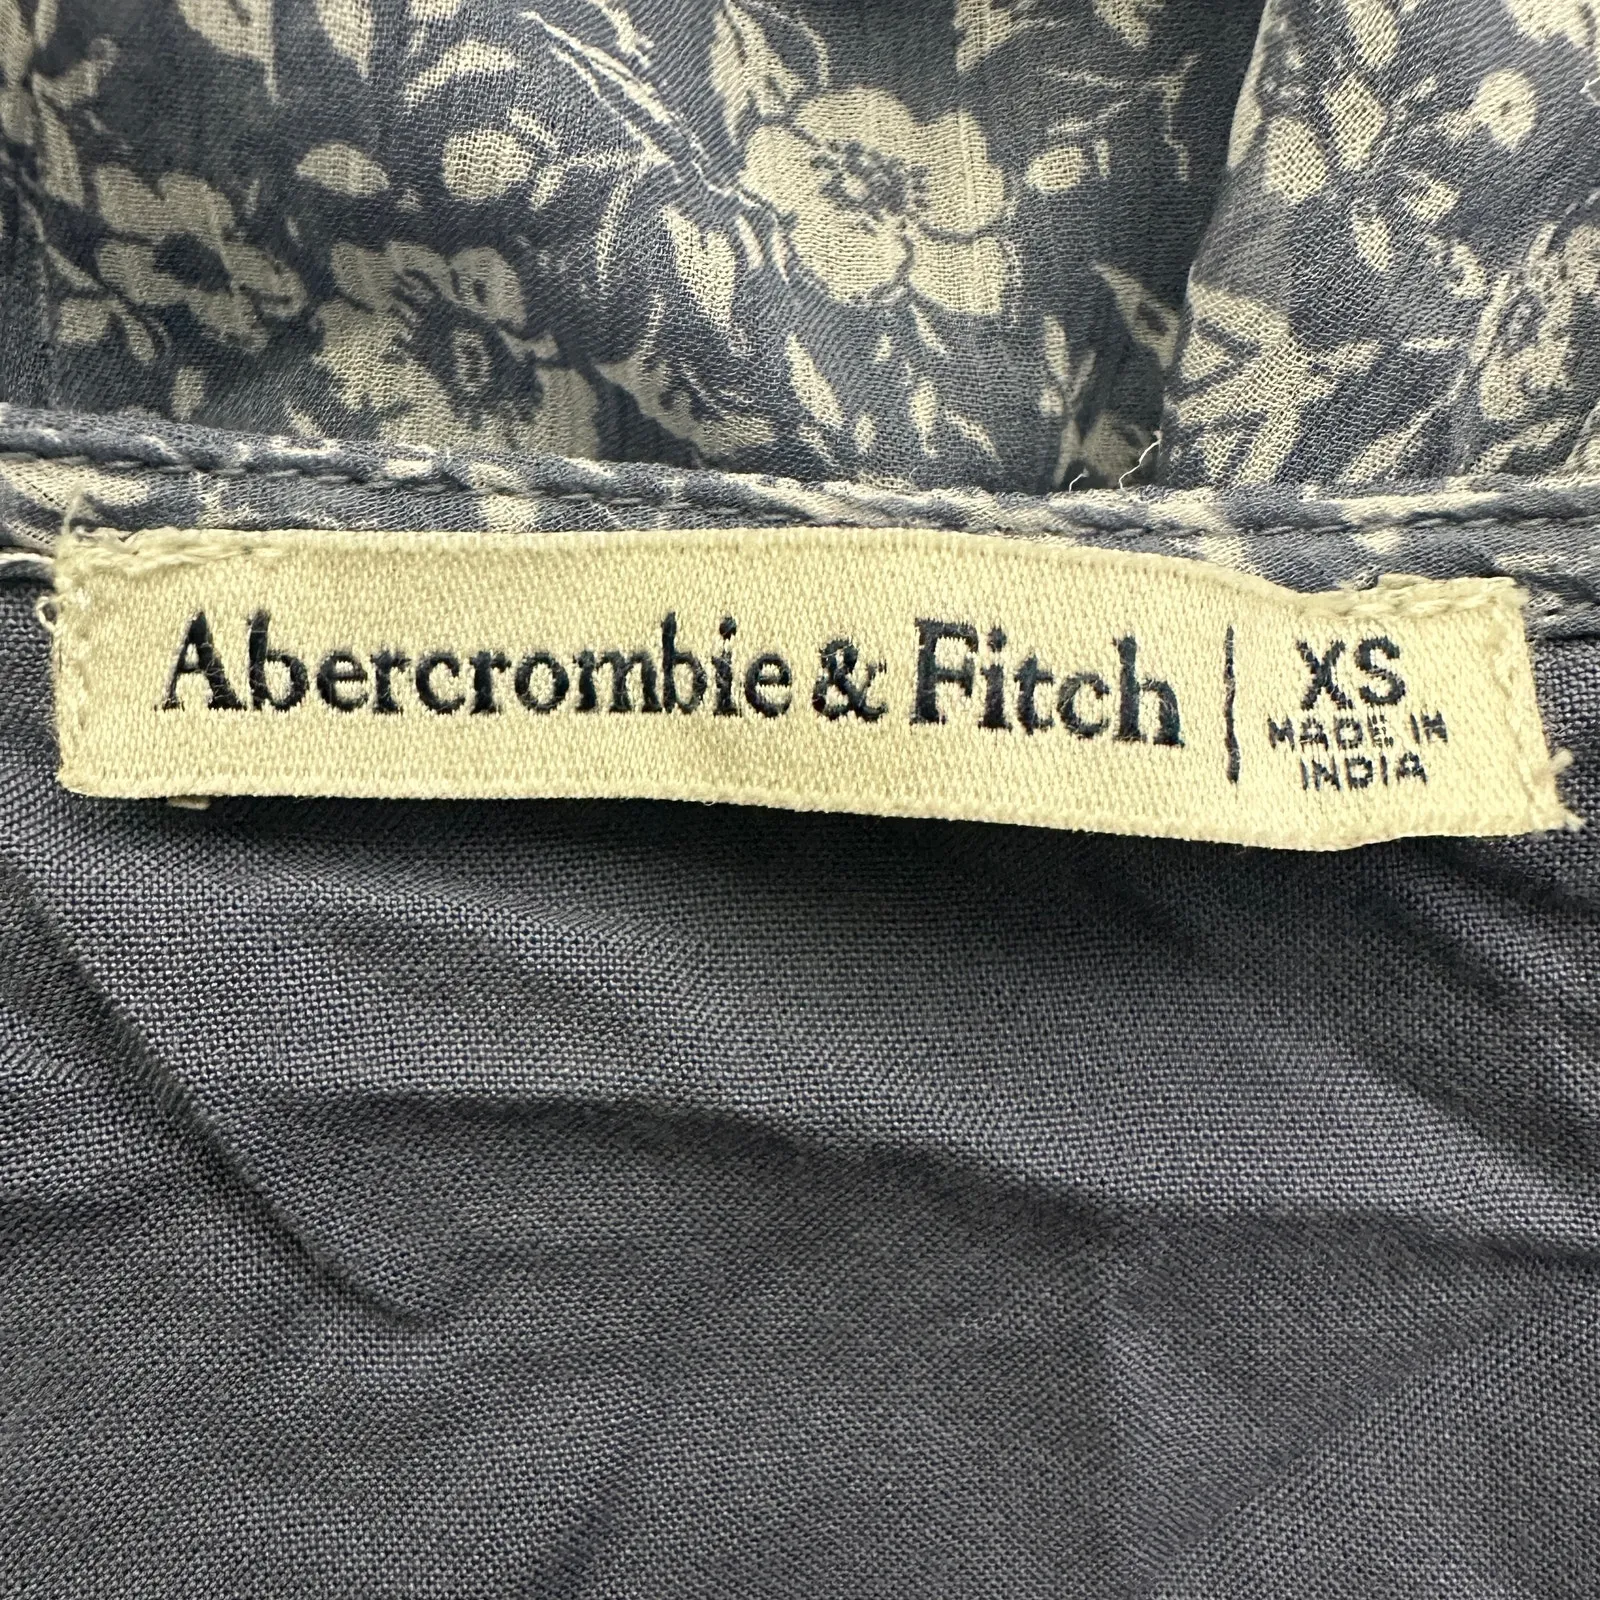 Abercrombie & Fitch | XS
MADE IN
INDIA